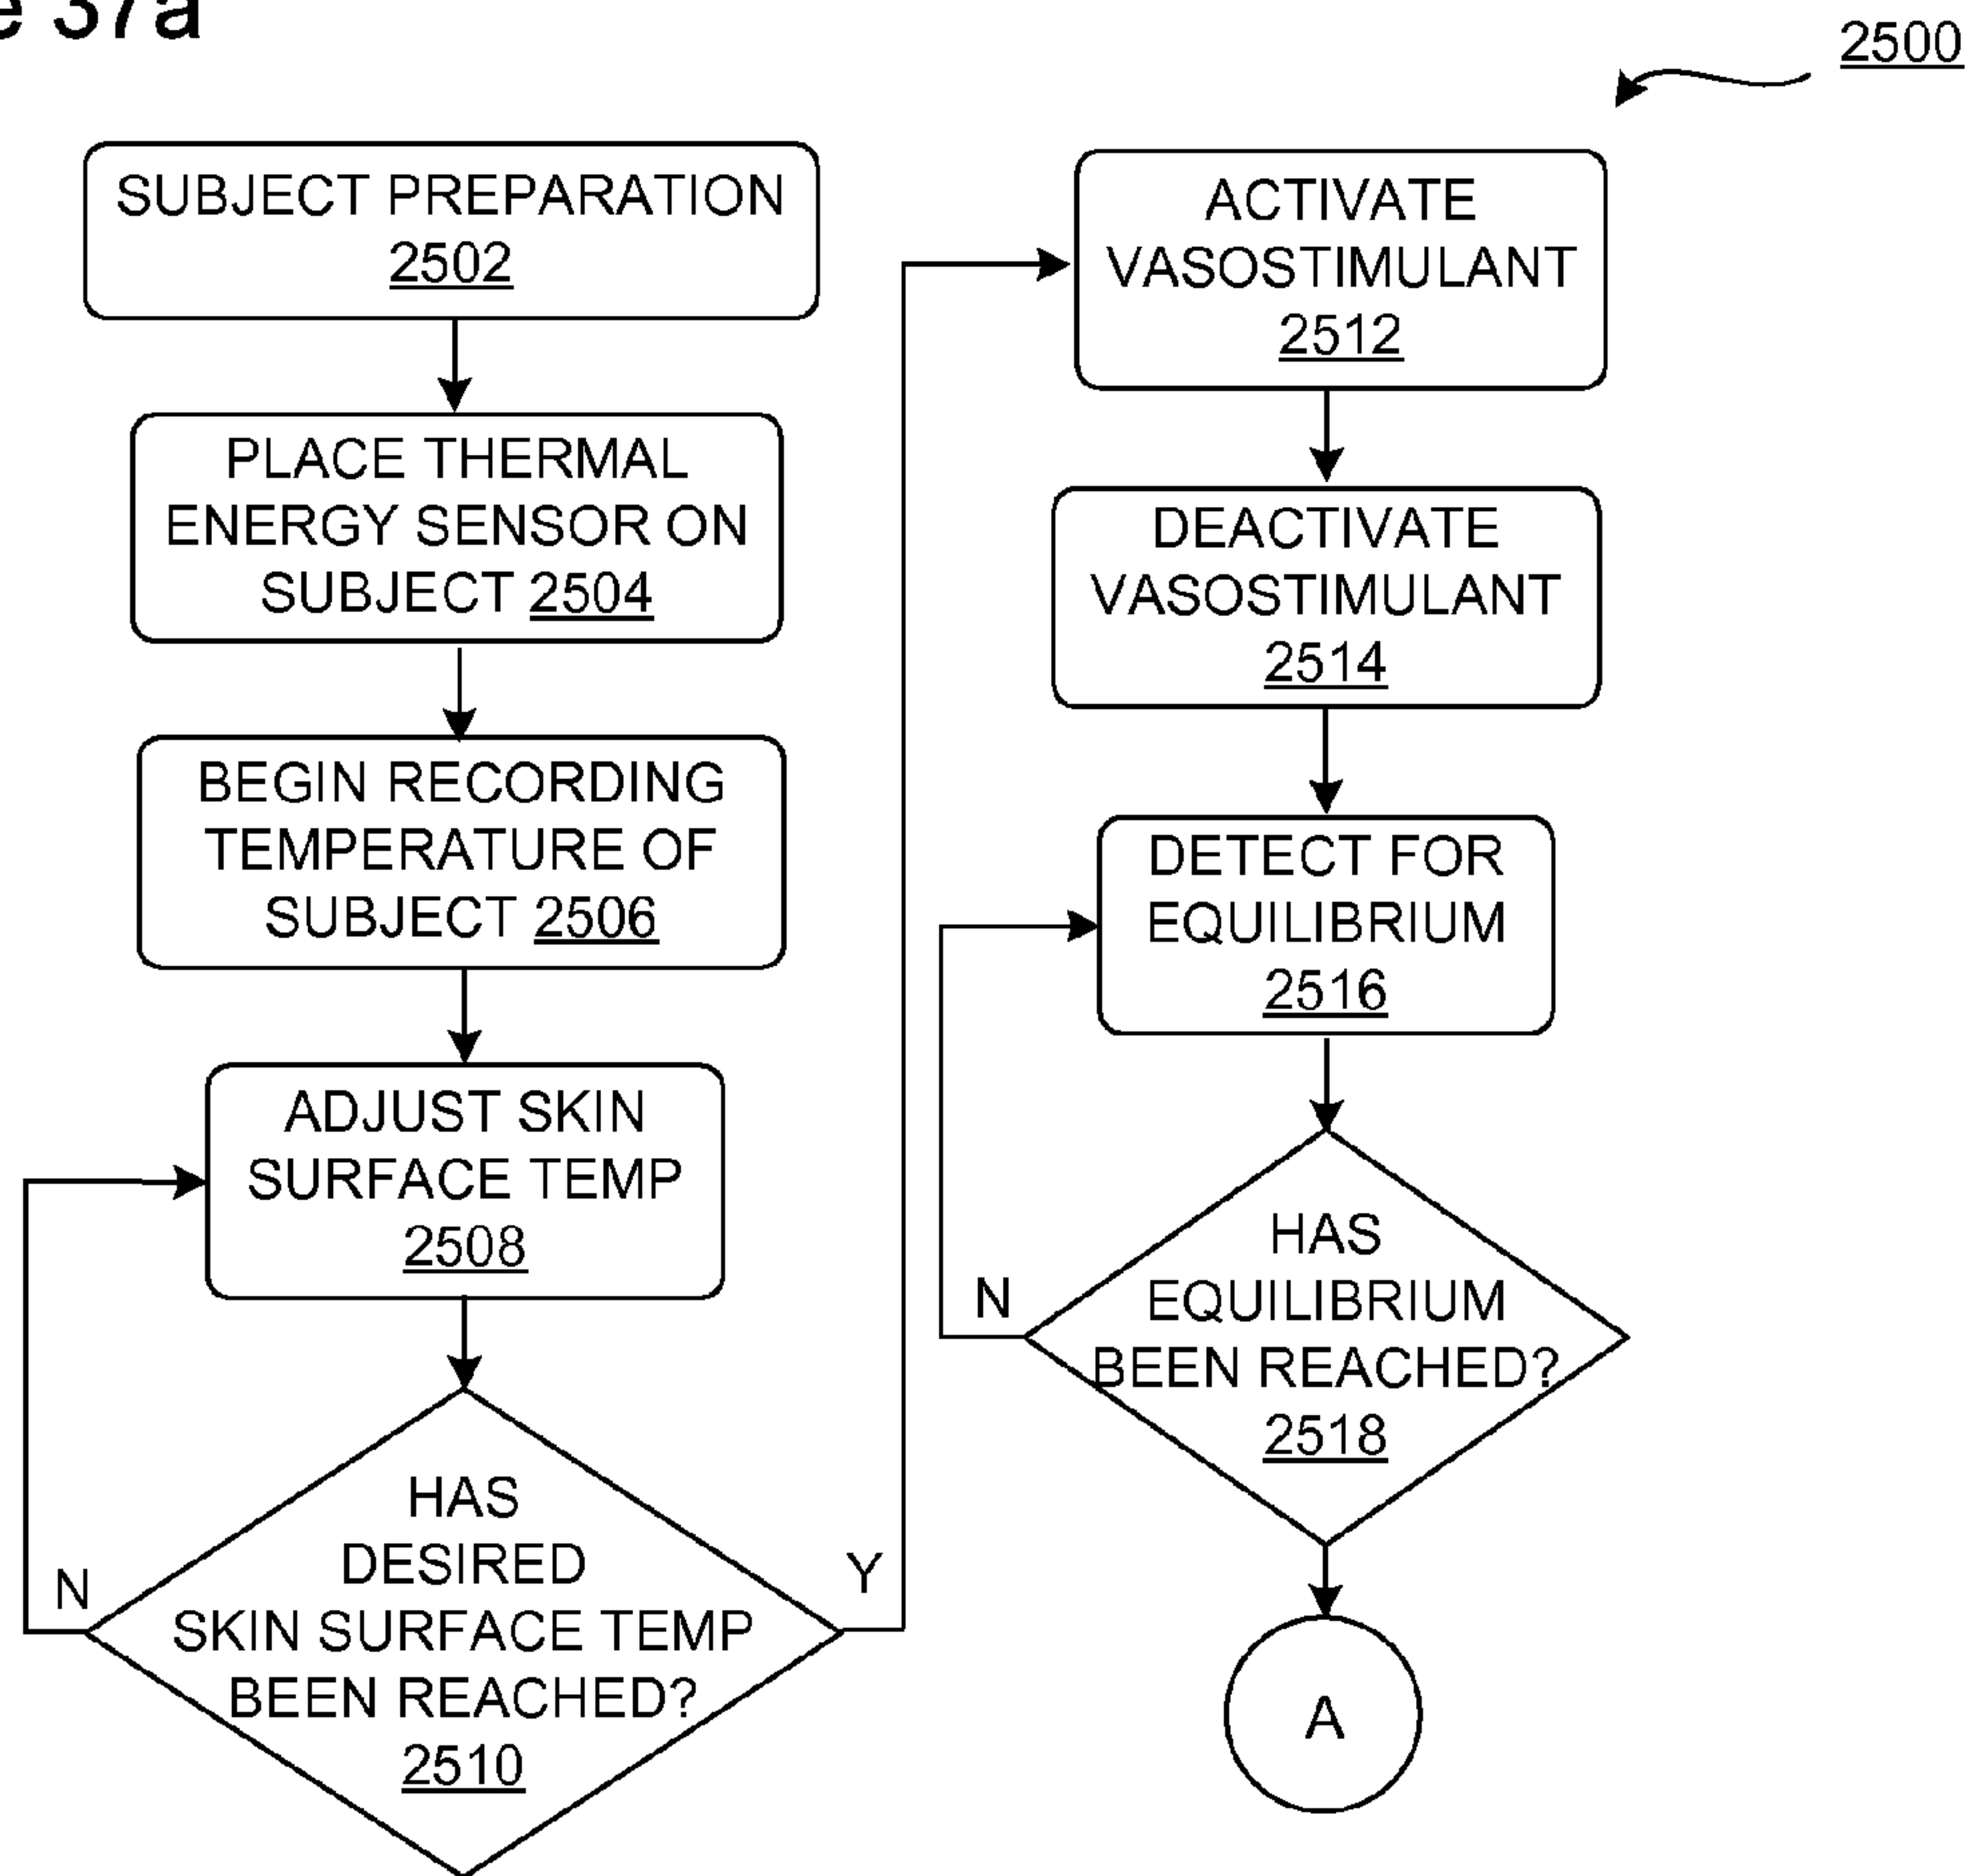 37a
2500
SUBJECT PREPARATION
2502
PLACE THERMAL
ENERGY SENSOR ON
SUBJECT 2504
BEGIN RECORDING
TEMPERATURE OF
SUBJECT 2506
ADJUST SKIN
SURFACE TEMP
2508
HAS
DESIRED
SKIN SURFACE TEMP
BEEN REACHED?
2510
N
Y
ACTIVATE
VASOSTIMULANT
2512
DEACTIVATE
VASOSTIMULANT
2514
DETECT FOR
EQUILIBRIUM
2516
HAS
EQUILIBRIUM
BEEN REACHED?
2518
N
A